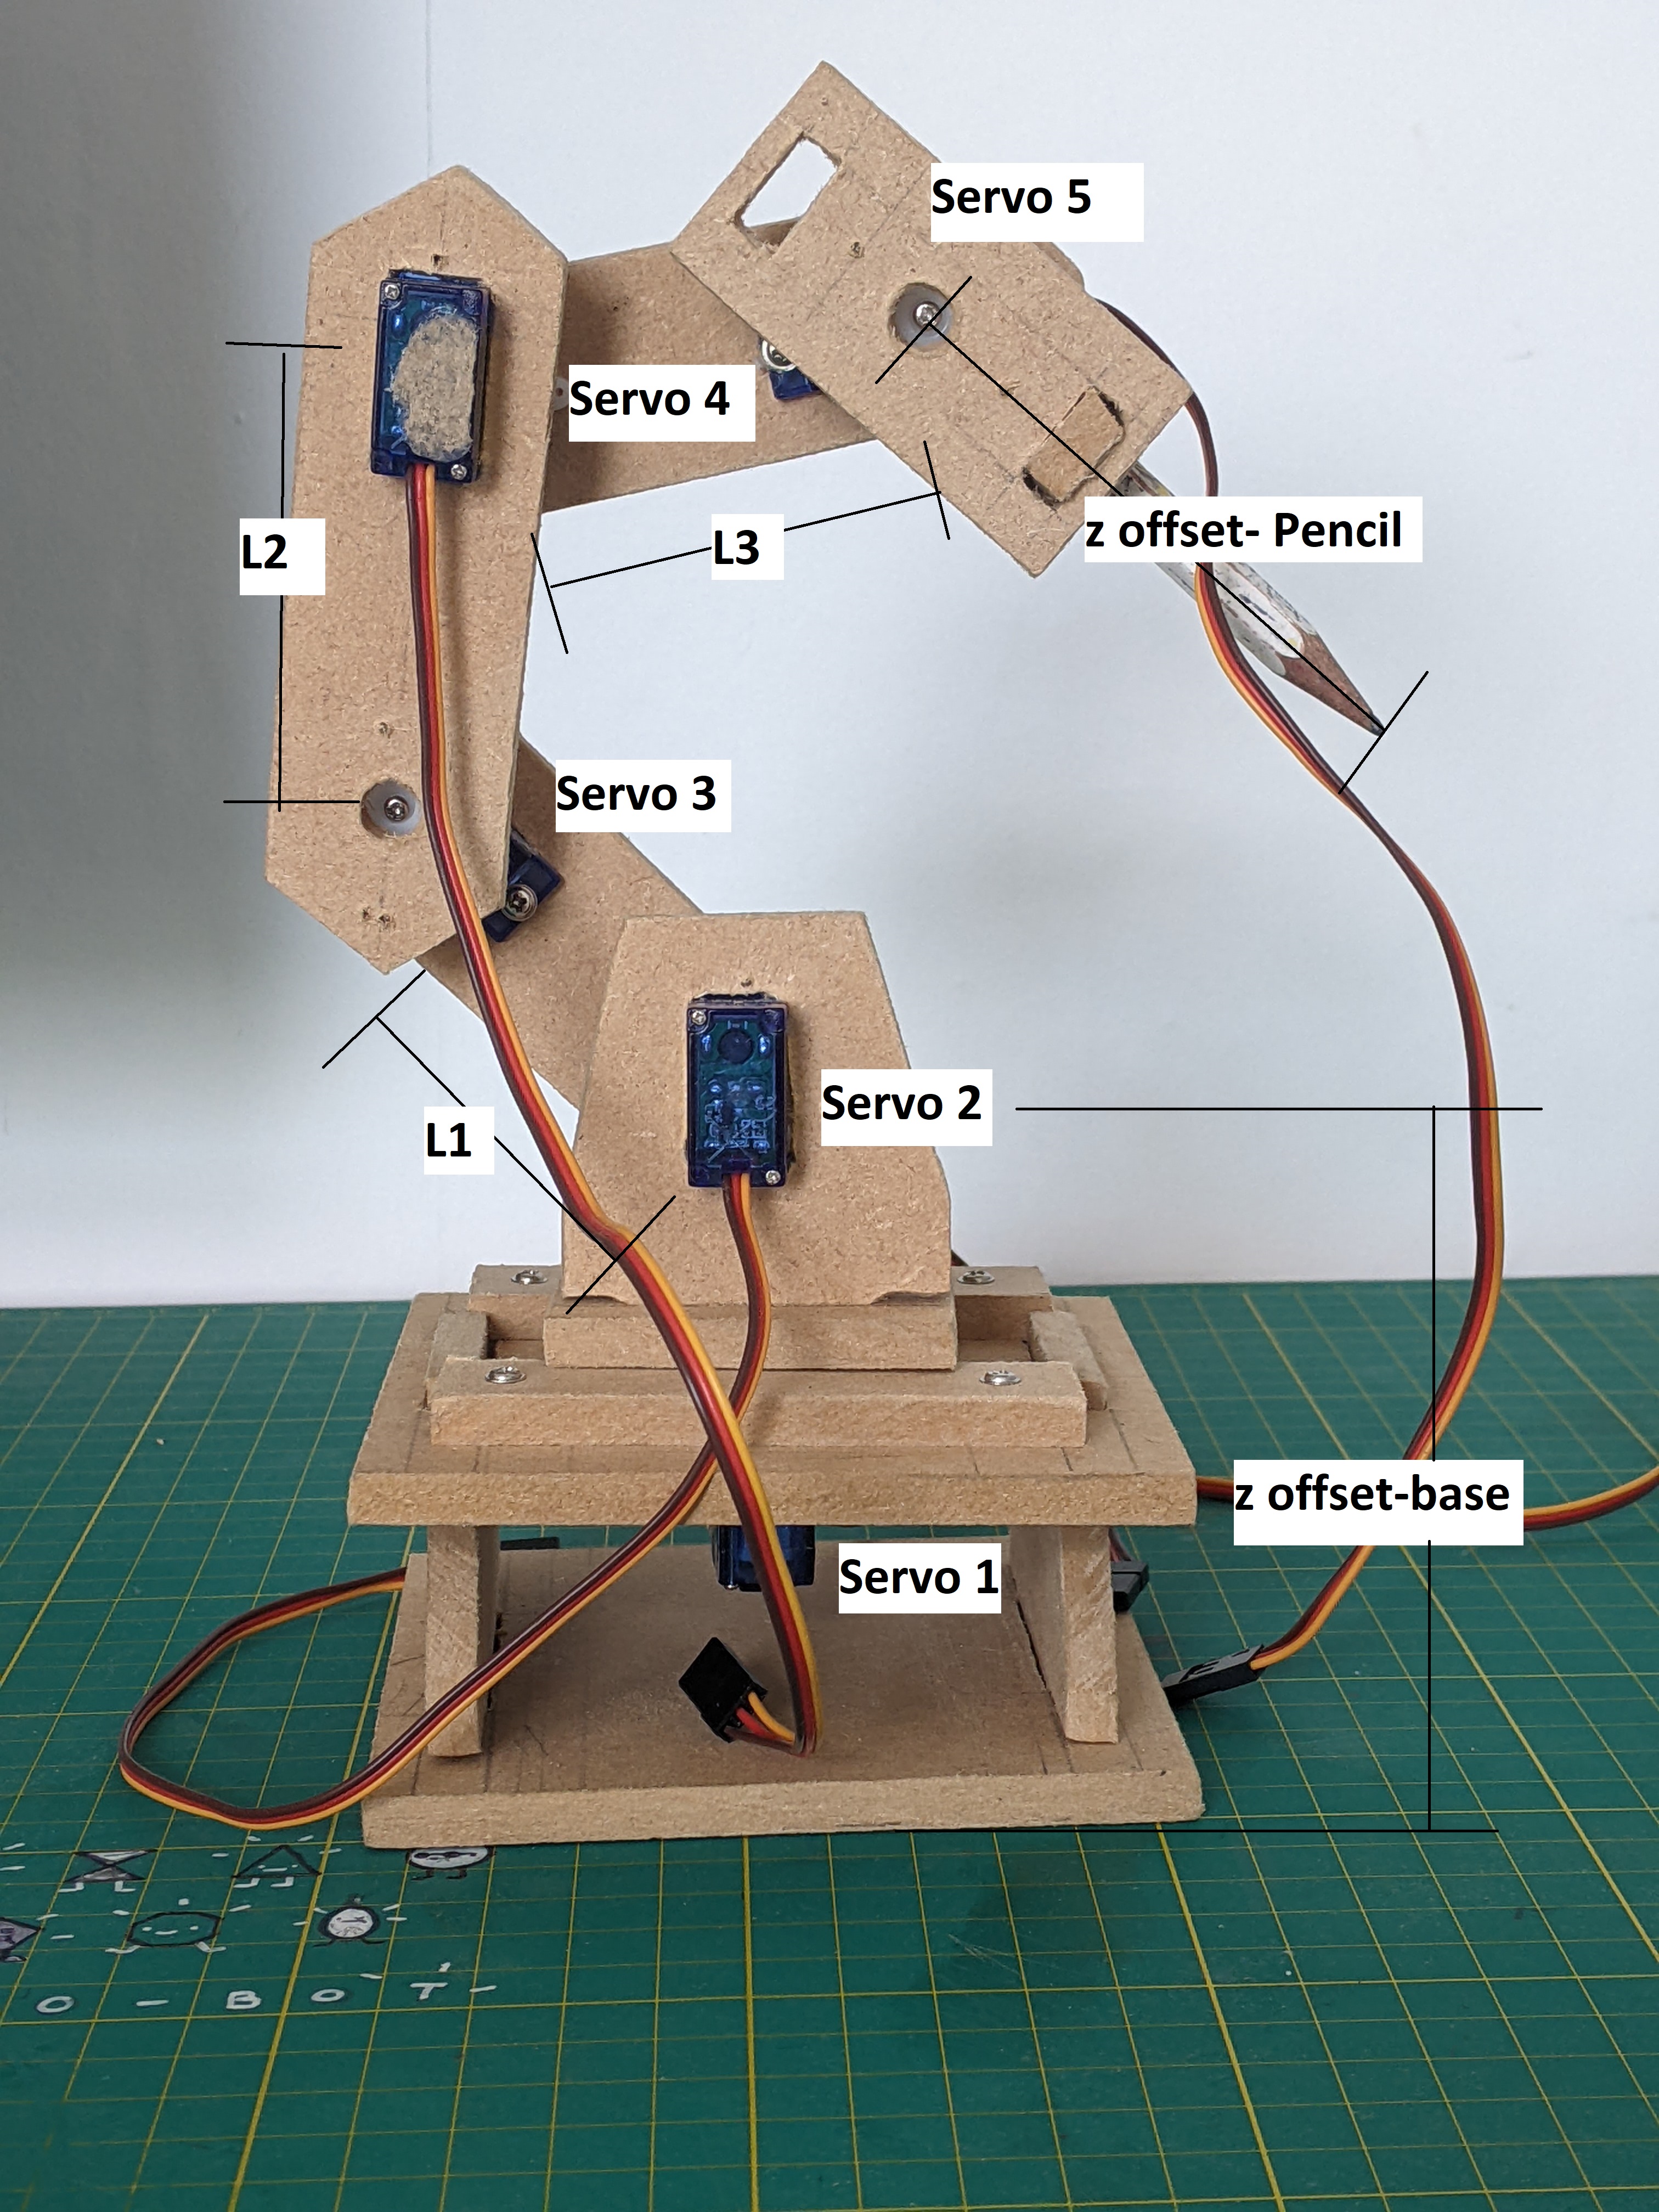 Servo 5
Servo 4
L2
z offset- Pencil
L3
Servo 3
Servo 2
L1
z offset-base
Servo 1
O - B O T -